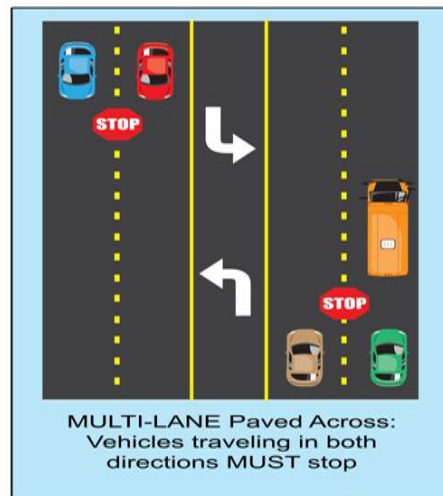 STOP
STOP
MULTI-LANE Paved Across:
Vehicles traveling in both
directions MUST stop